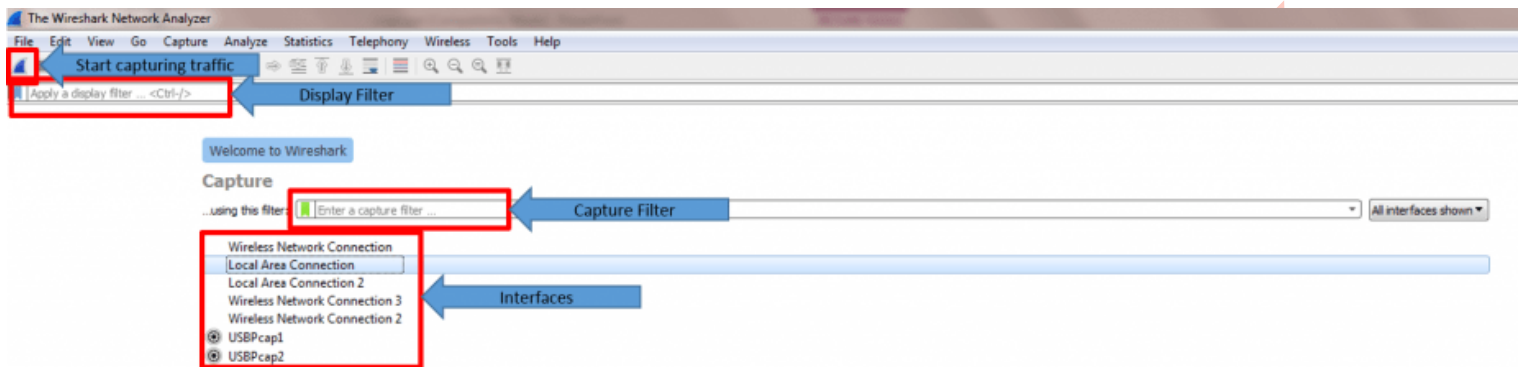 The Wireshark Network Analyzer
File Edit View Go Capture Analyze Statistics Telephony Wireless Tools Help
Start capturing traffic
Apply a display filter ... <Ctrl-/>
Display Filter
Welcome to Wireshark
Capture
...using this filter: Enter a capture filter ...
Capture Filter
All interfaces shown
Wireless Network Connection
Local Area Connection
Local Area Connection 2
Wireless Network Connection 3
Interfaces
Wireless Network Connection 2
USBPcap1
USBPcap2